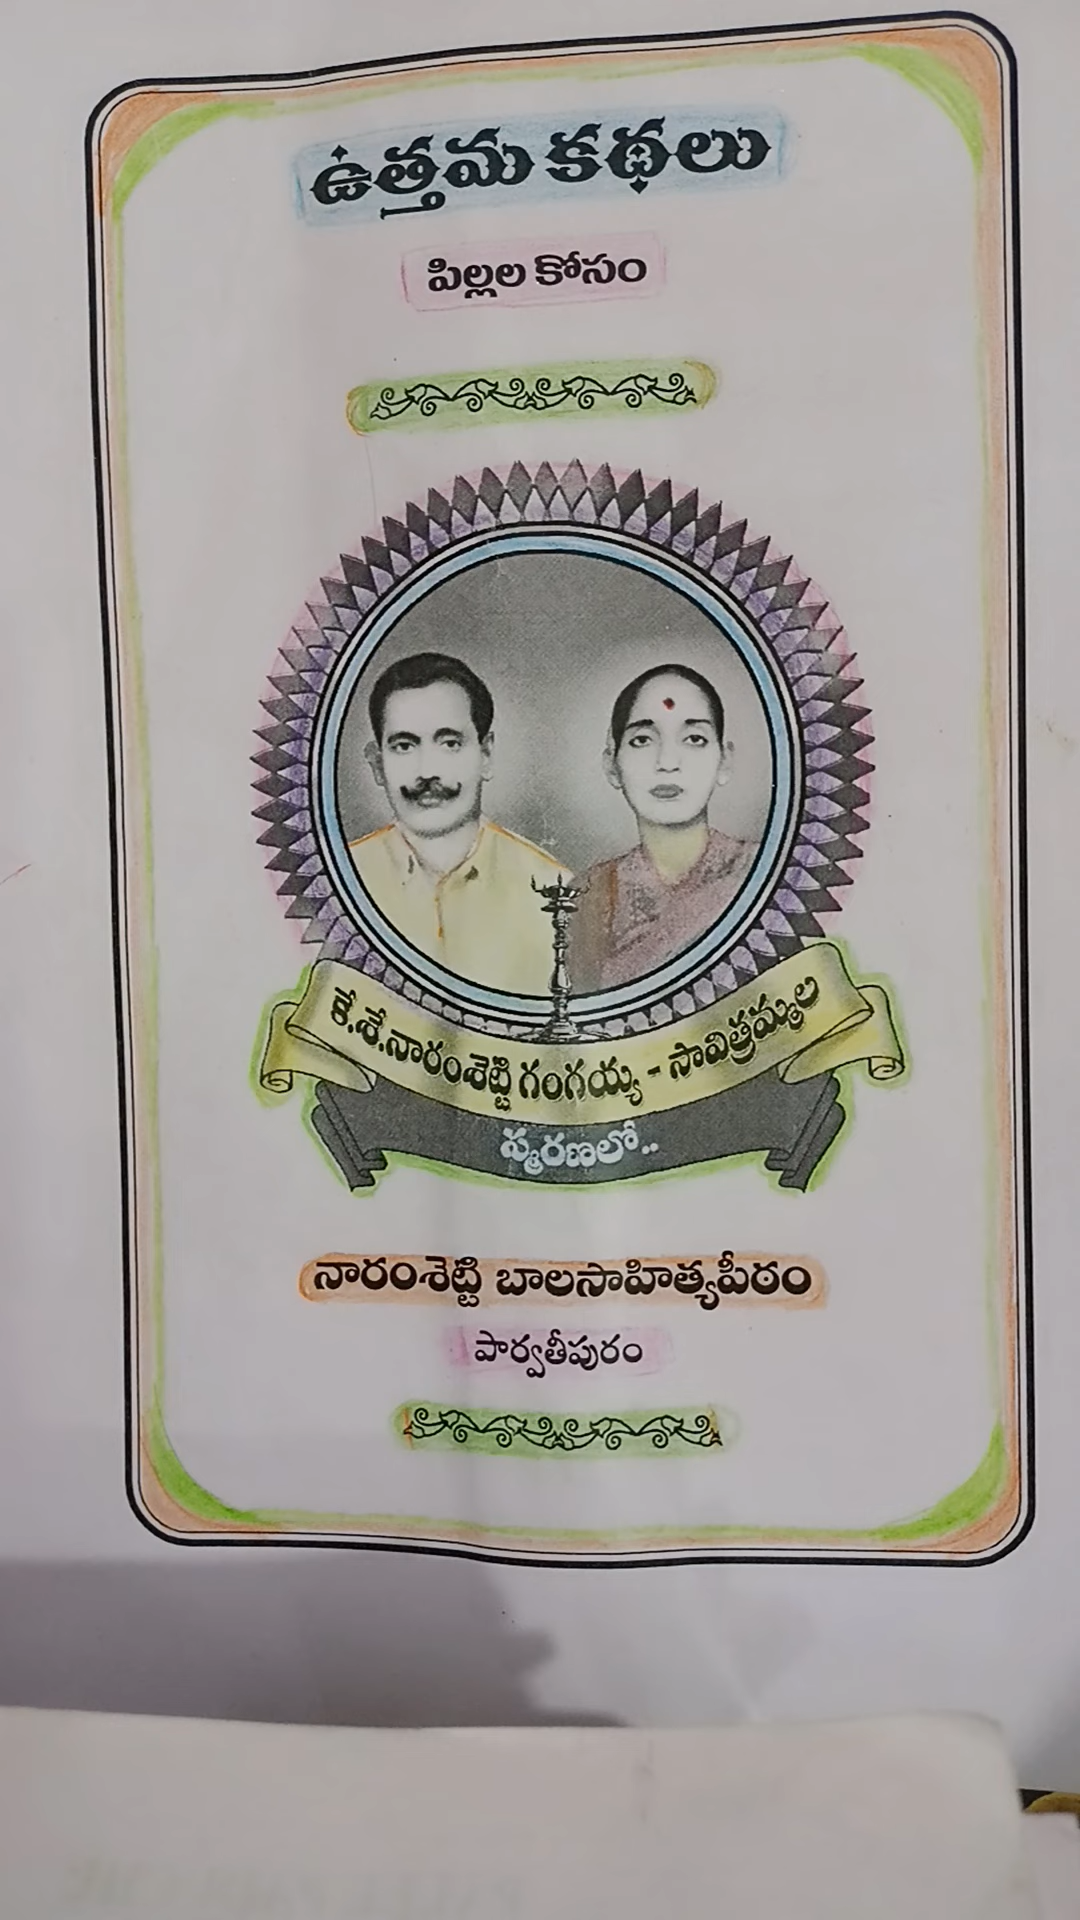 ఉత్తమ కథలు
పిల్లల కోసం
కీ.శే.నారంశెట్టి గంగయ్య - సావిత్రమ్మల
స్మరణలో..
నారంశెట్టి బాలసాహిత్యపీఠం
పార్వతీపురం